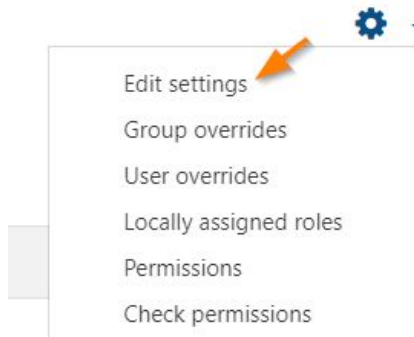 Edit settings
Group overrides
User overrides
Locally assigned roles
Permissions
Check permissions